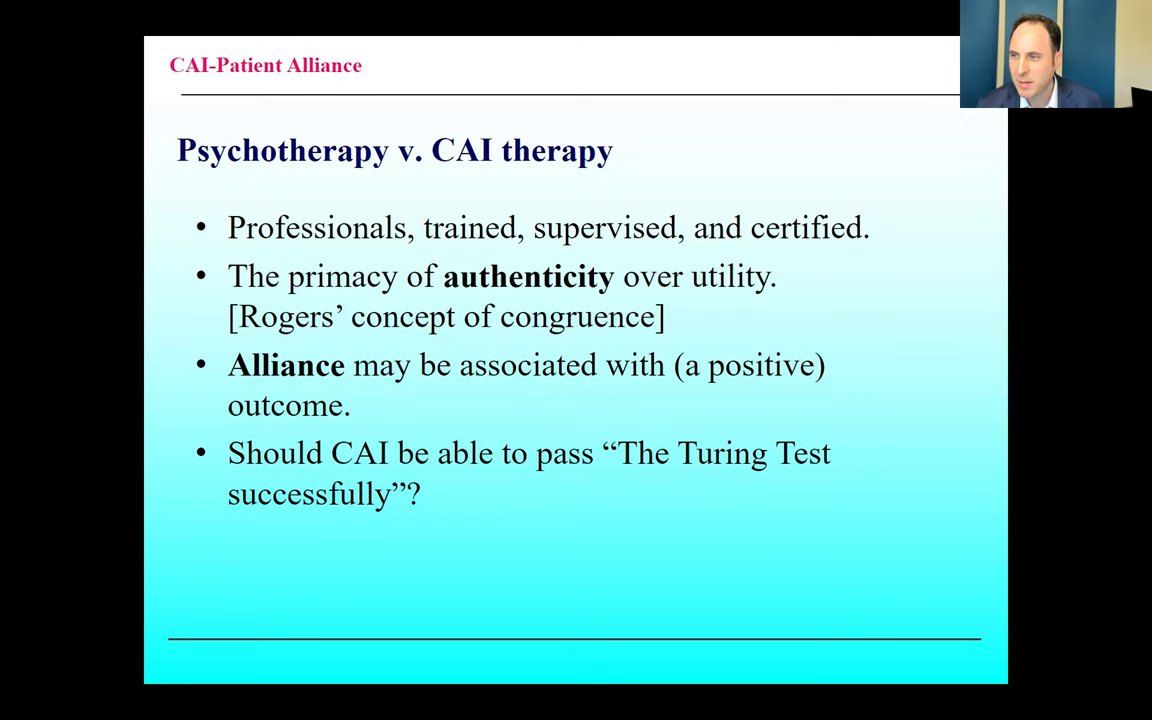 CAI-Patient Alliance
Psychotherapy v. CAI therapy
• Professionals, trained, supervised, and certified.
• The primacy of authenticity over utility.
[Rogers’ concept of congruence]
• Alliance may be associated with (a positive)
outcome.
• Should CAI be able to pass “The Turing Test
successfully”?